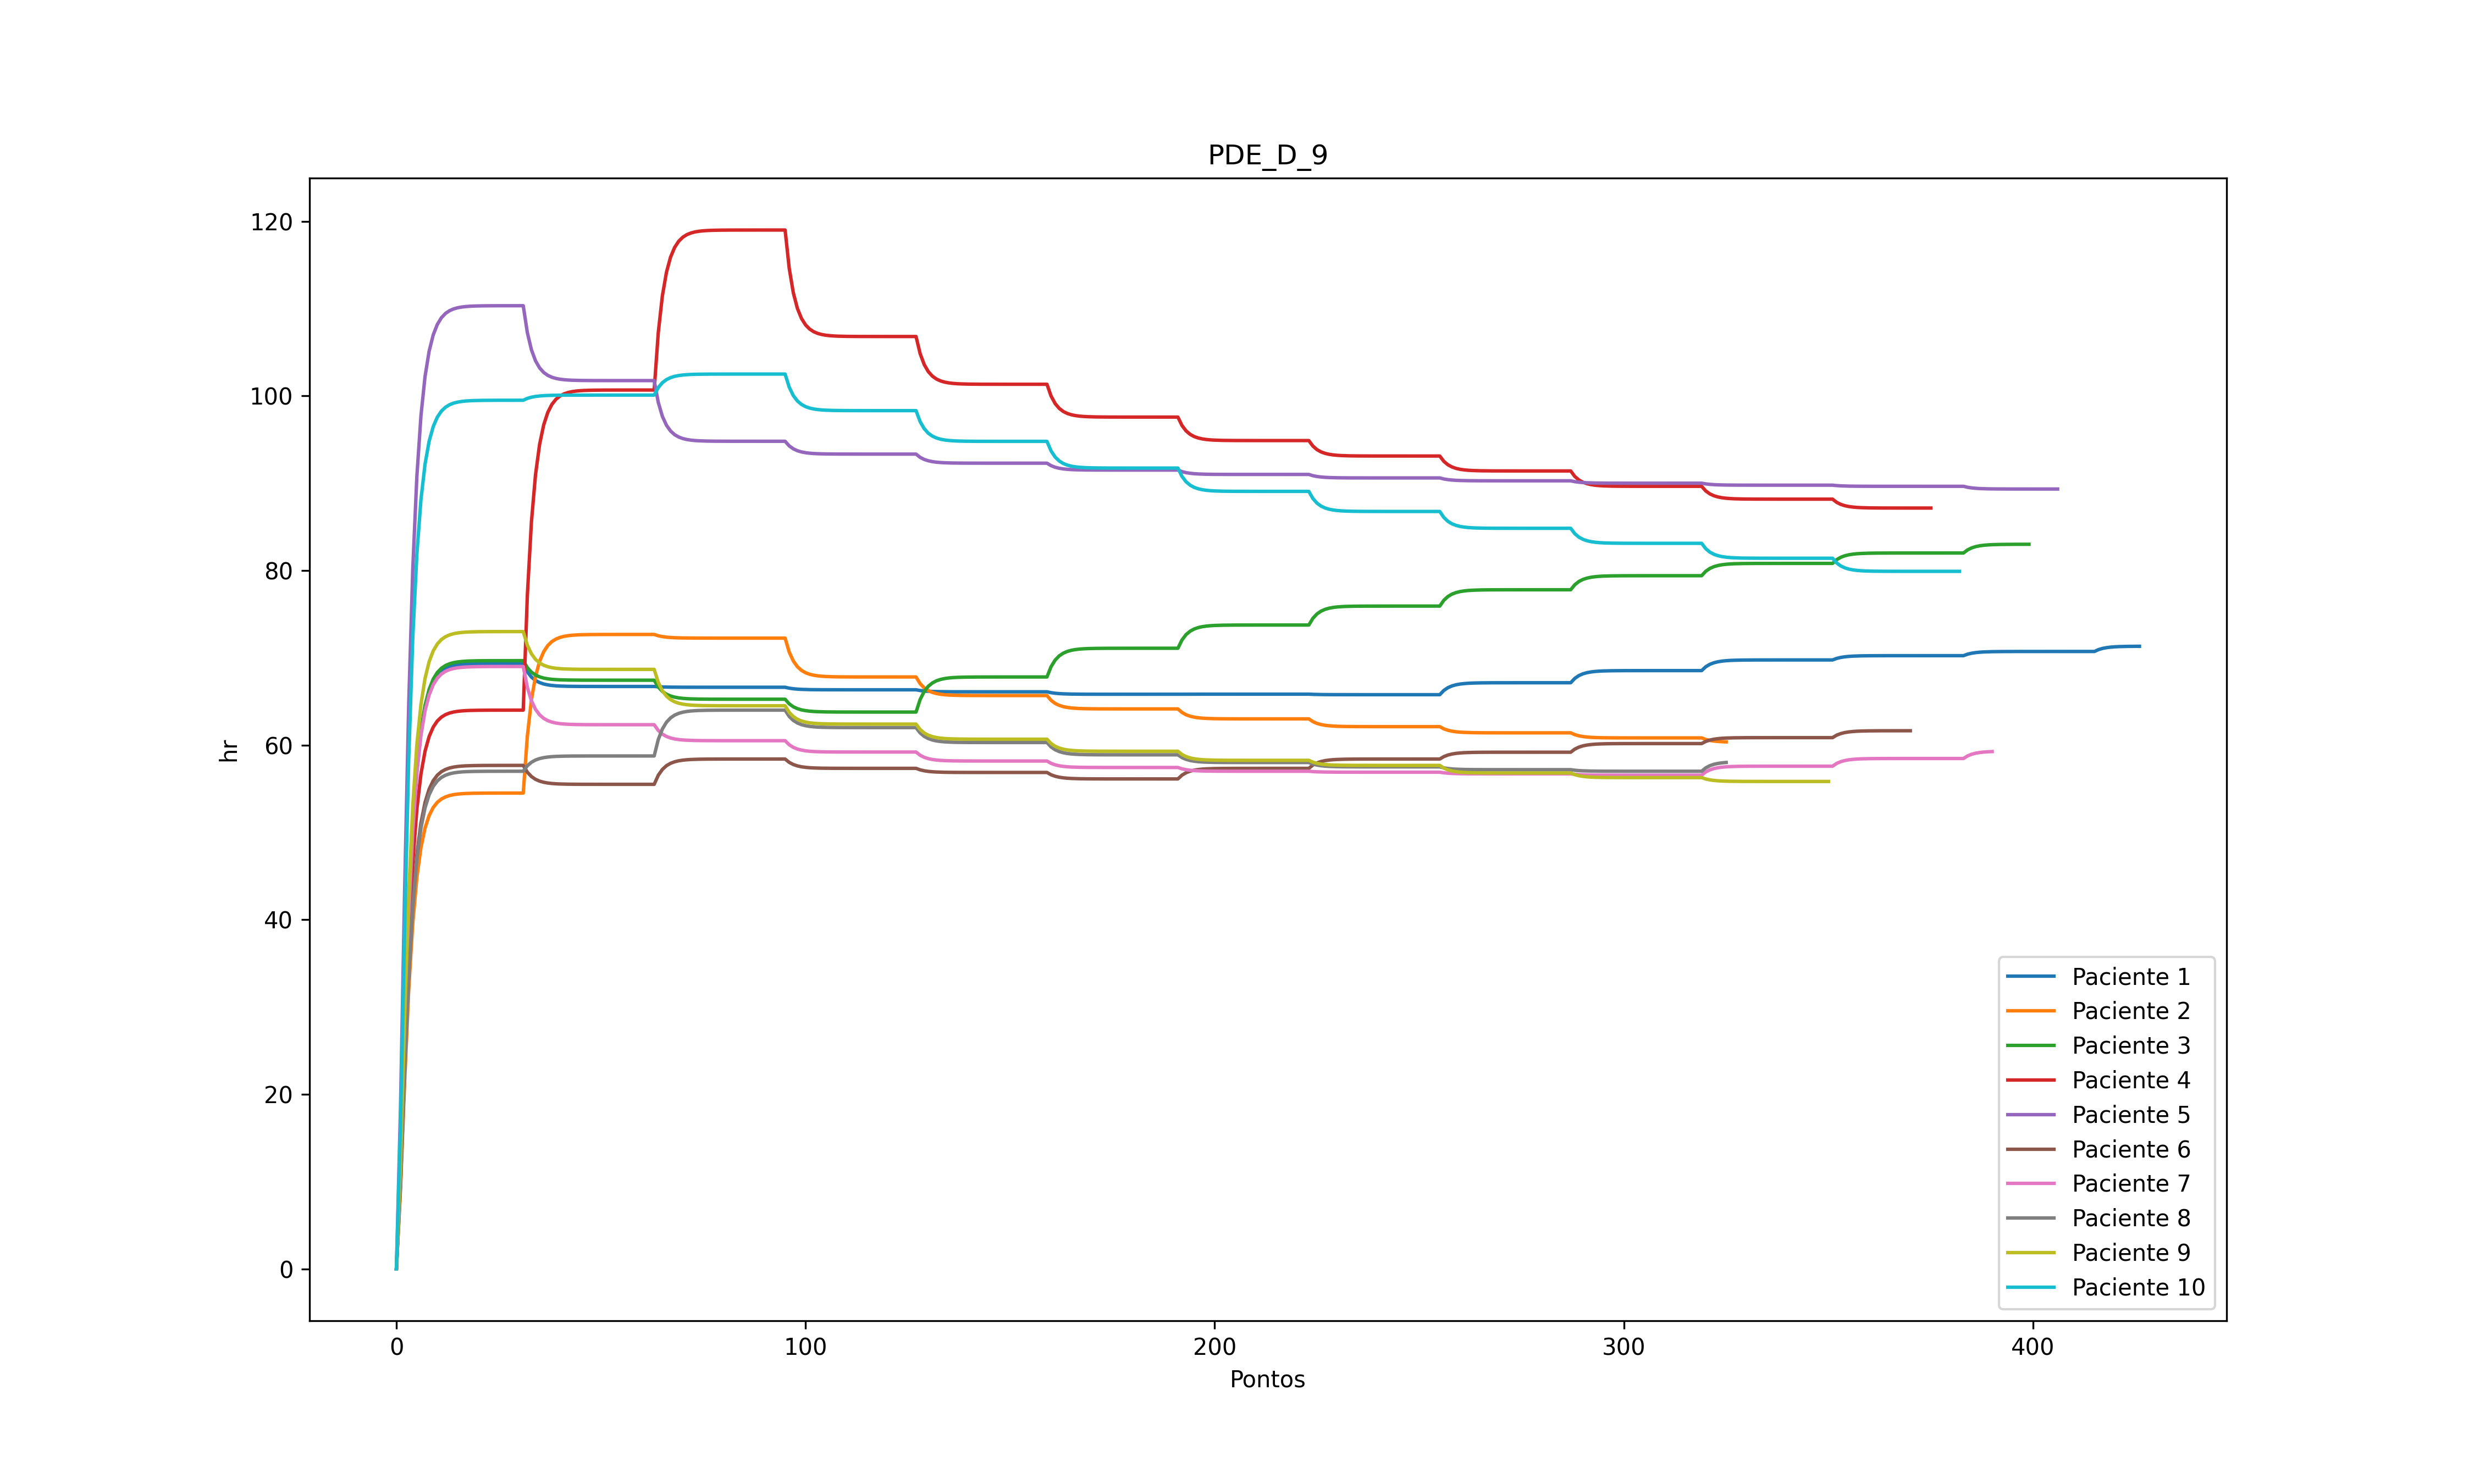 PDE_D_9
120
100
80
60
40
20
0
hr
0 100 200 300 400
Pontos
Paciente 1
Paciente 2
Paciente 3
Paciente 4
Paciente 5
Paciente 6
Paciente 7
Paciente 8
Paciente 9
Paciente 10